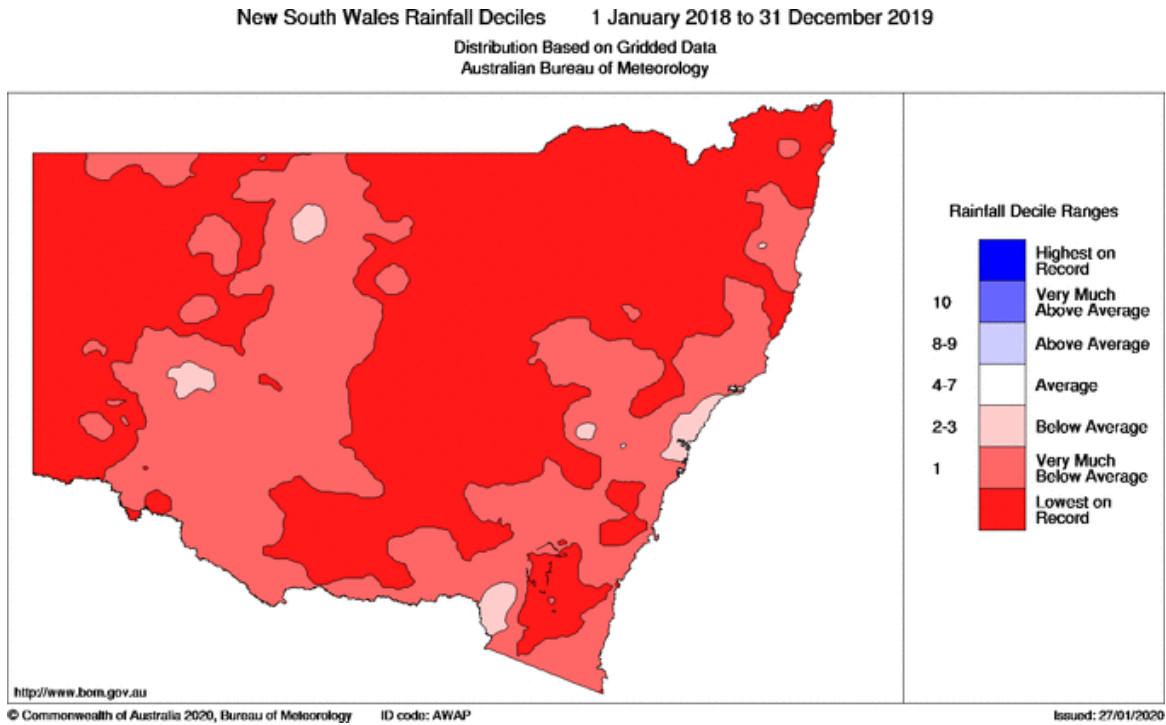 New South Wales Rainfall Deciles 1 January 2018 to 31 December 2019
Distribution Based on Gridded Data
Australian Bureau of Meteorology
Rainfall Decile Ranges
Highest on
Record
10 Very Much
Above Average
8-9 Above Average
4-7 Average
2-3 Below Average
1 Very Much
Below Average
Lowest on
Record
http://www.bom.gov.au
© Commonwealth of Australia 2020, Bureau of Meteorology ID code: AWAP Issued: 27/01/2020